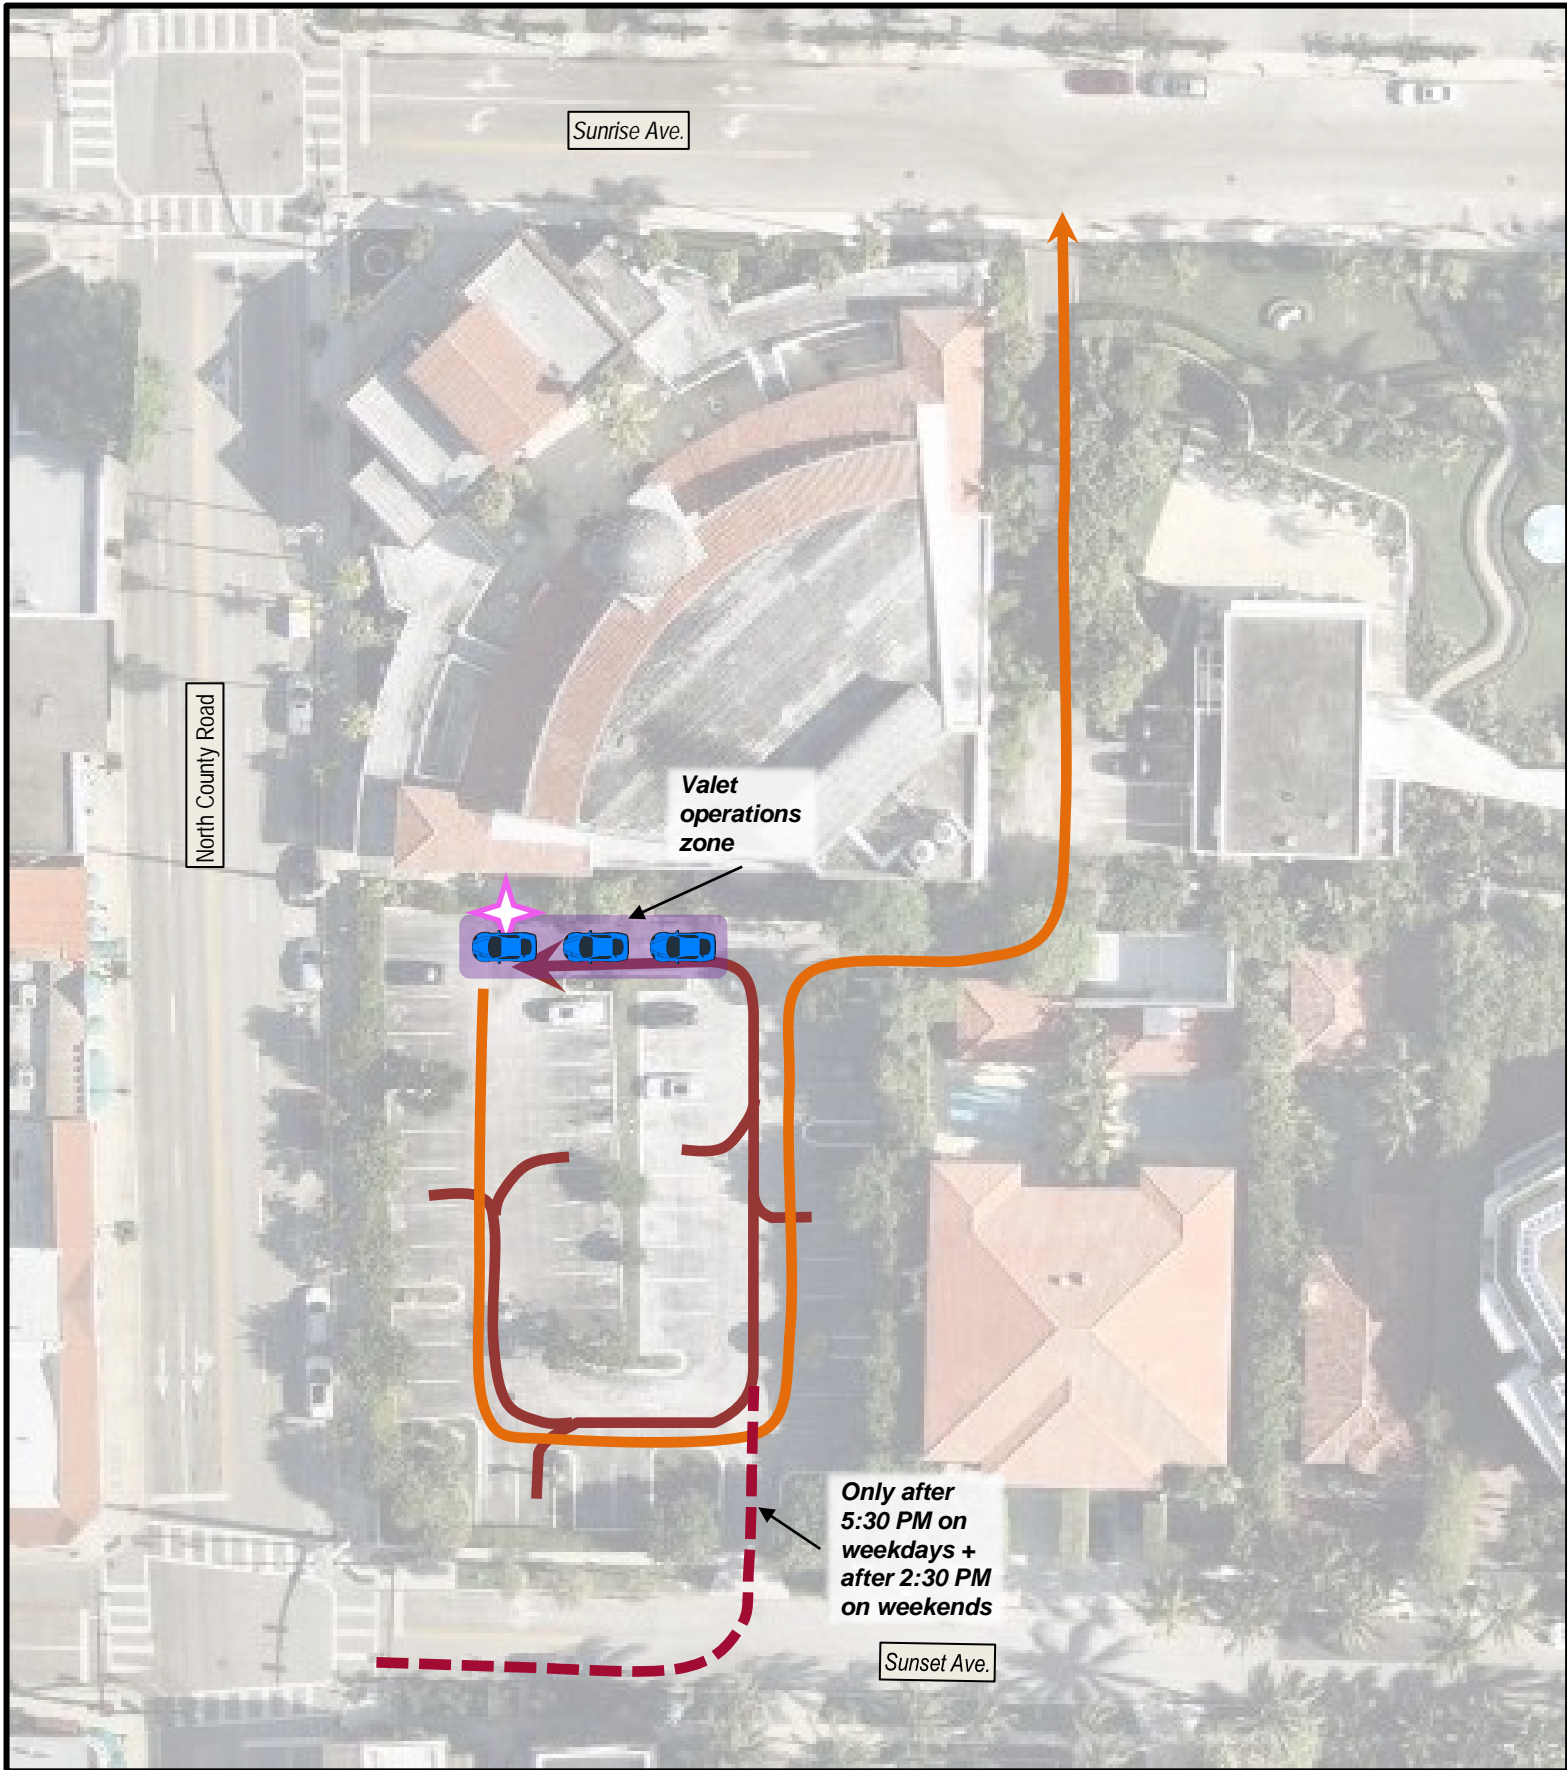 Sunrise Ave.
North County Road
Valet
operations
zone
Only after
5:30 PM on
weekdays +
after 2:30 PM
on weekends
Sunset Ave.